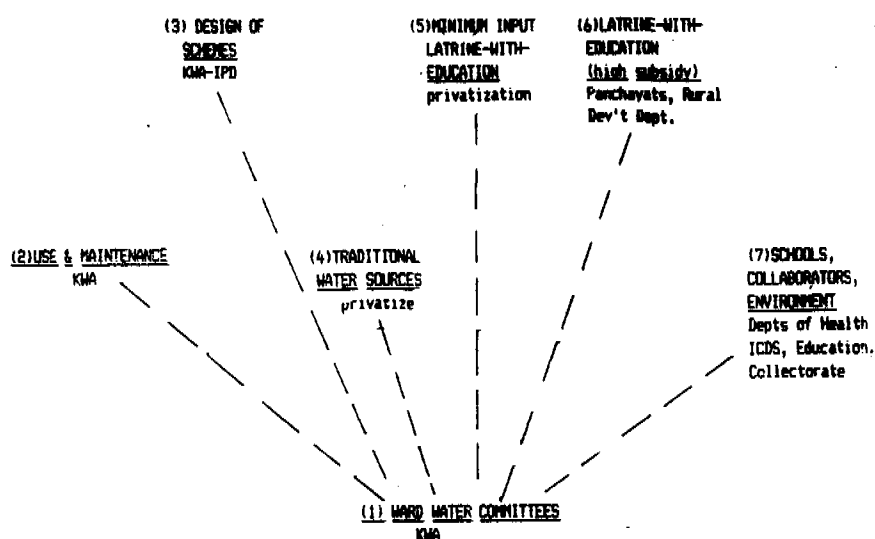 (3) DESIGN OF
SCHEMES
KWA-IPD
(5)MINIMUM INPUT
LATRINE-WITH-
EDUCATION
privatization
(6)LATRINE-WITH-
EDUCATION
(high subsidy)
Panchayats, Rural
Dev't Dept.
(2)USE & MAINTENANCE
KWA
(4)TRADITIONAL
WATER SOURCES
privatize
(7)SCHOOLS,
COLLABORATORS,
ENVIRONMENT
Depts of Health
ICDS, Education.
Collectorate
(1) WARD WATER COMMITTEES
KWA